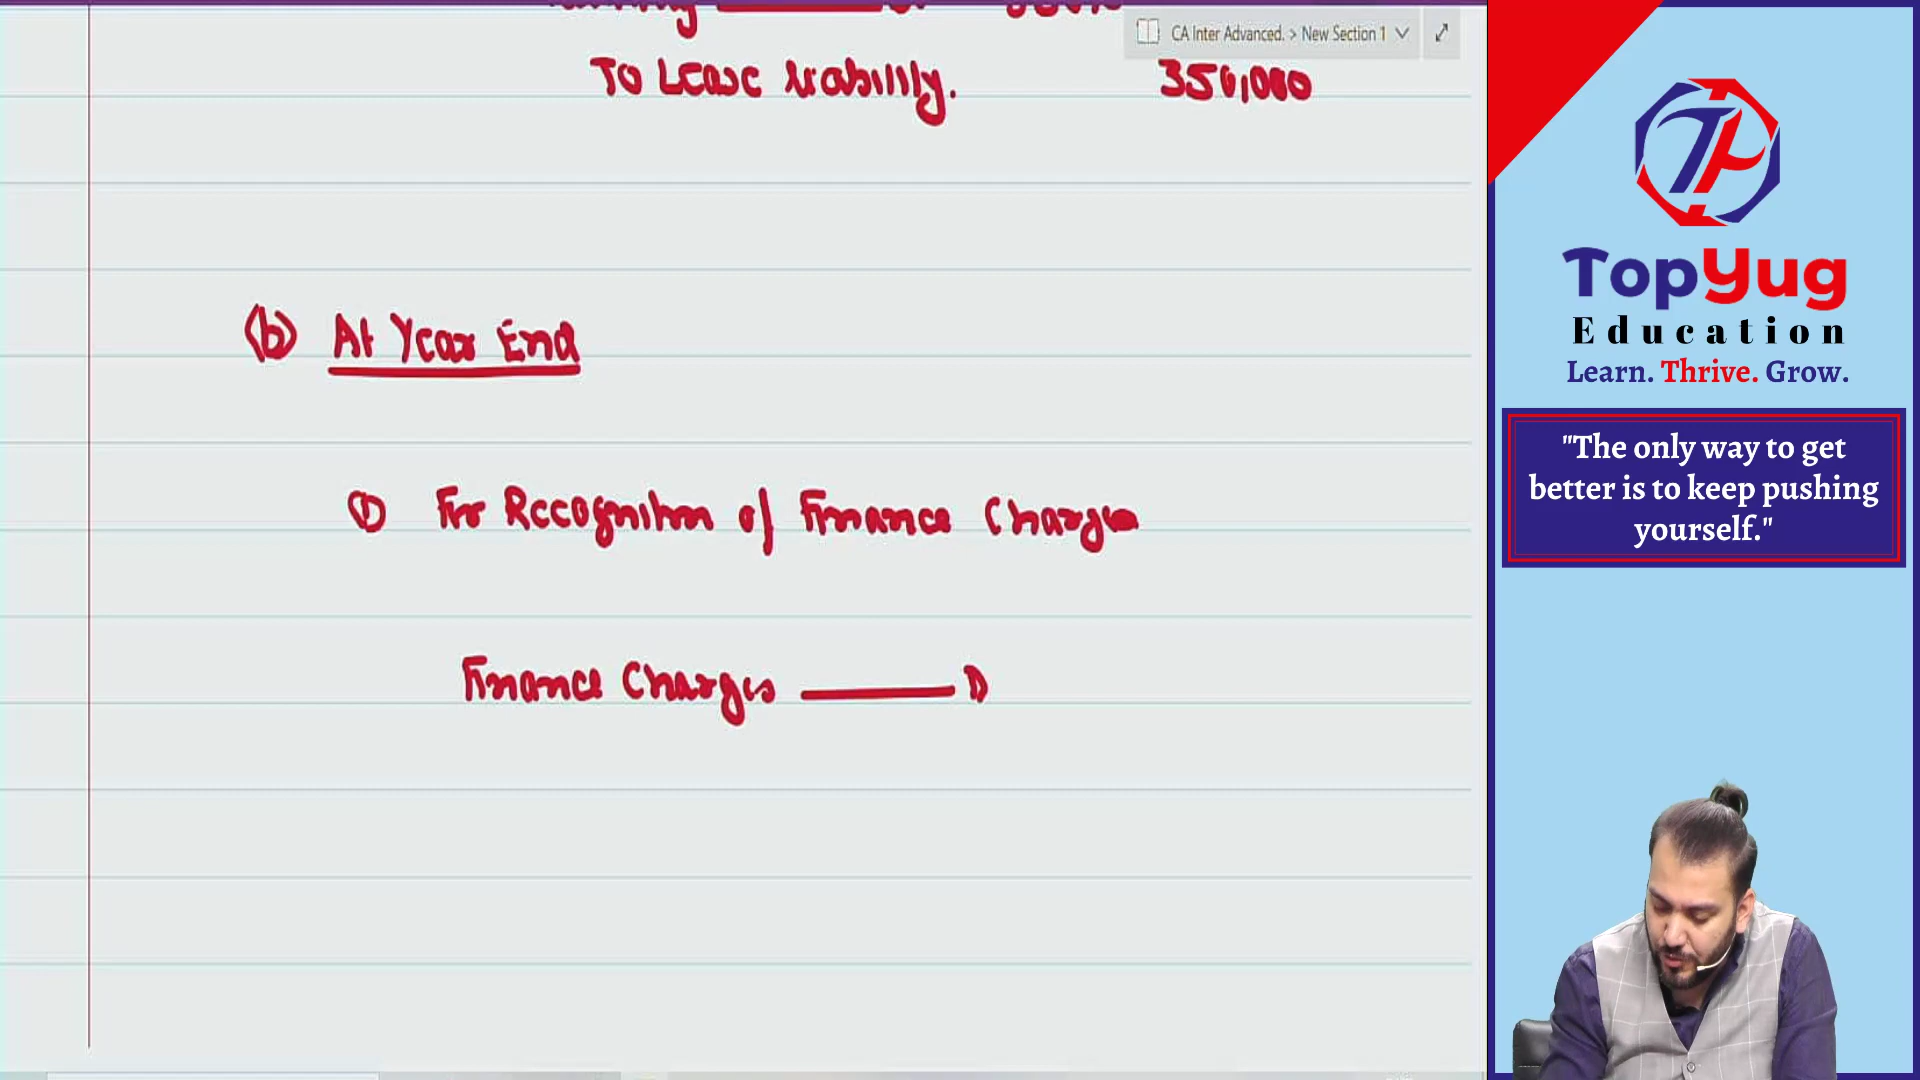 CA Inter Advanced. > New Section 1
To Lease liability. 350,000
(b) At Year End
① For Recognition of Finance Charges
Finance Charges D
TopYug
Education
Learn. Thrive. Grow.
"The only way to get
better is to keep pushing
yourself."